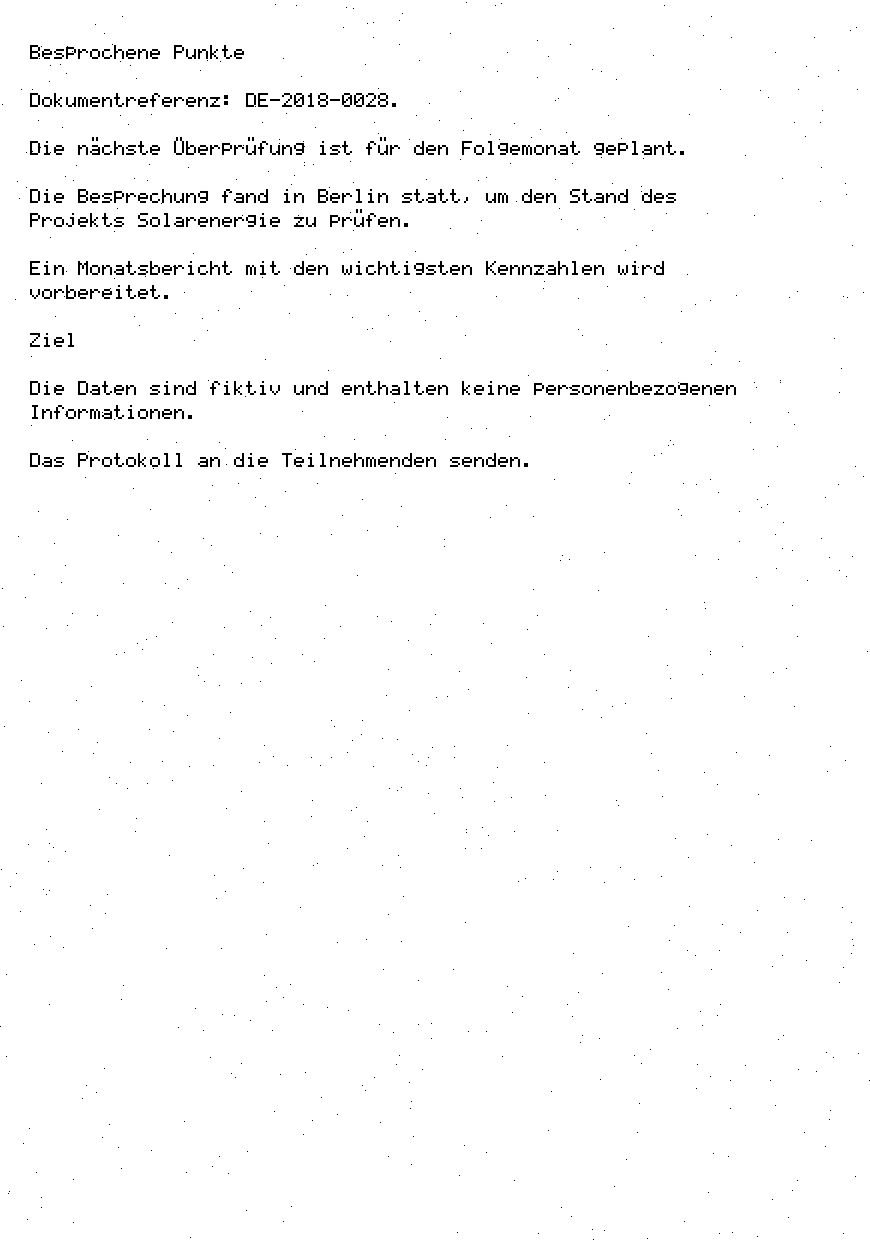 Besprochene Punkte
Dokumentreferenz: DE-2018-0028.
Die nächste Überprüfung ist für den Folgemonat geplant.
Die Besprechung fand in Berlin statt, um den Stand des
Projekts Solarenergie zu prüfen.
Ein Monatsbericht mit den wichtigsten Kennzahlen wird
vorbereitet.
Ziel
Die Daten sind fiktiv und enthalten keine personenbezogenen
Informationen.
Das Protokoll an die Teilnehmenden senden.